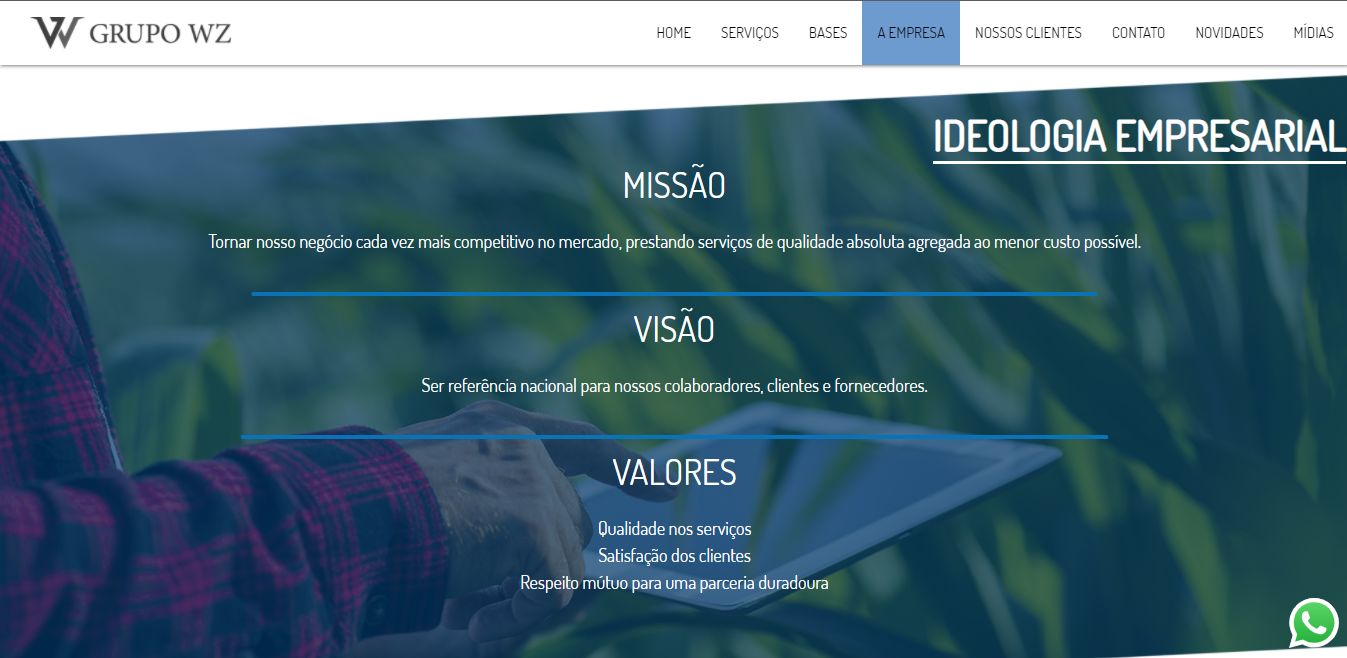 GRUPO WZ
HOME SERVIÇOS BASES A EMPRESA NOSSOS CLIENTES CONTATO NOVIDADES MÍDIAS
IDEOLOGIA EMPRESARIAL
MISSÃO
Tornar nosso negócio cada vez mais competitivo no mercado, prestando serviços de qualidade absoluta agregada ao menor custo possível.
VISÃO
Ser referência nacional para nossos colaboradores, clientes e fornecedores.
VALORES
Qualidade nos serviços
Satisfação dos clientes
Respeito mútuo para uma parceria duradoura